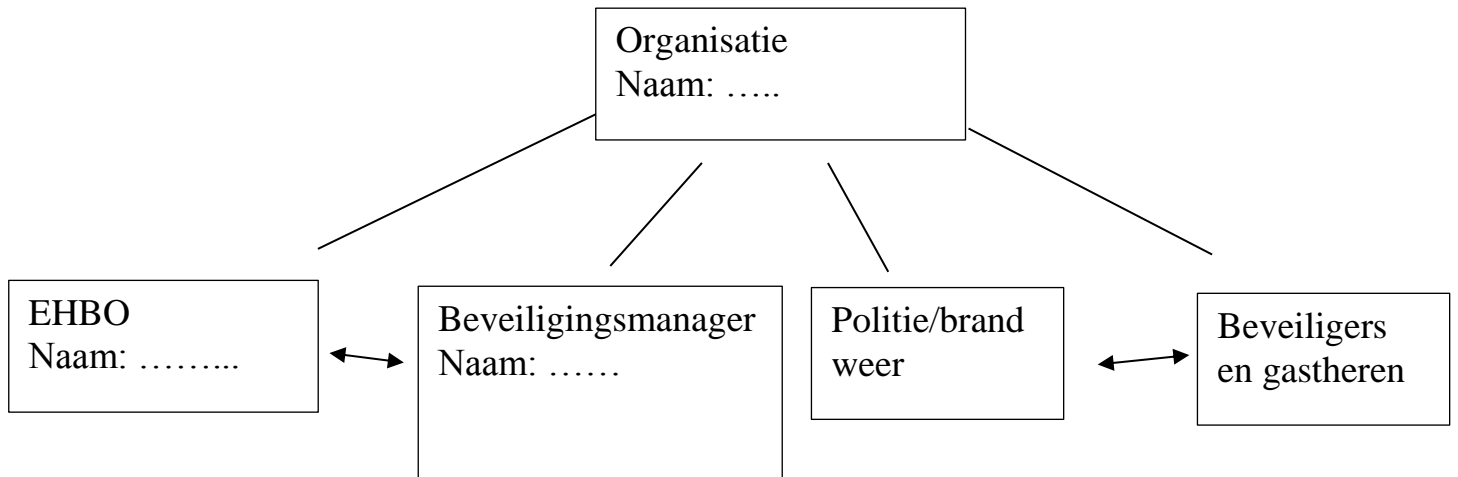 Organisatie
Naam: …..
EHBO
Naam: ……...
Beveiligingsmanager
Naam: ……
Politie/brand
weer
Beveiligers
en gastheren